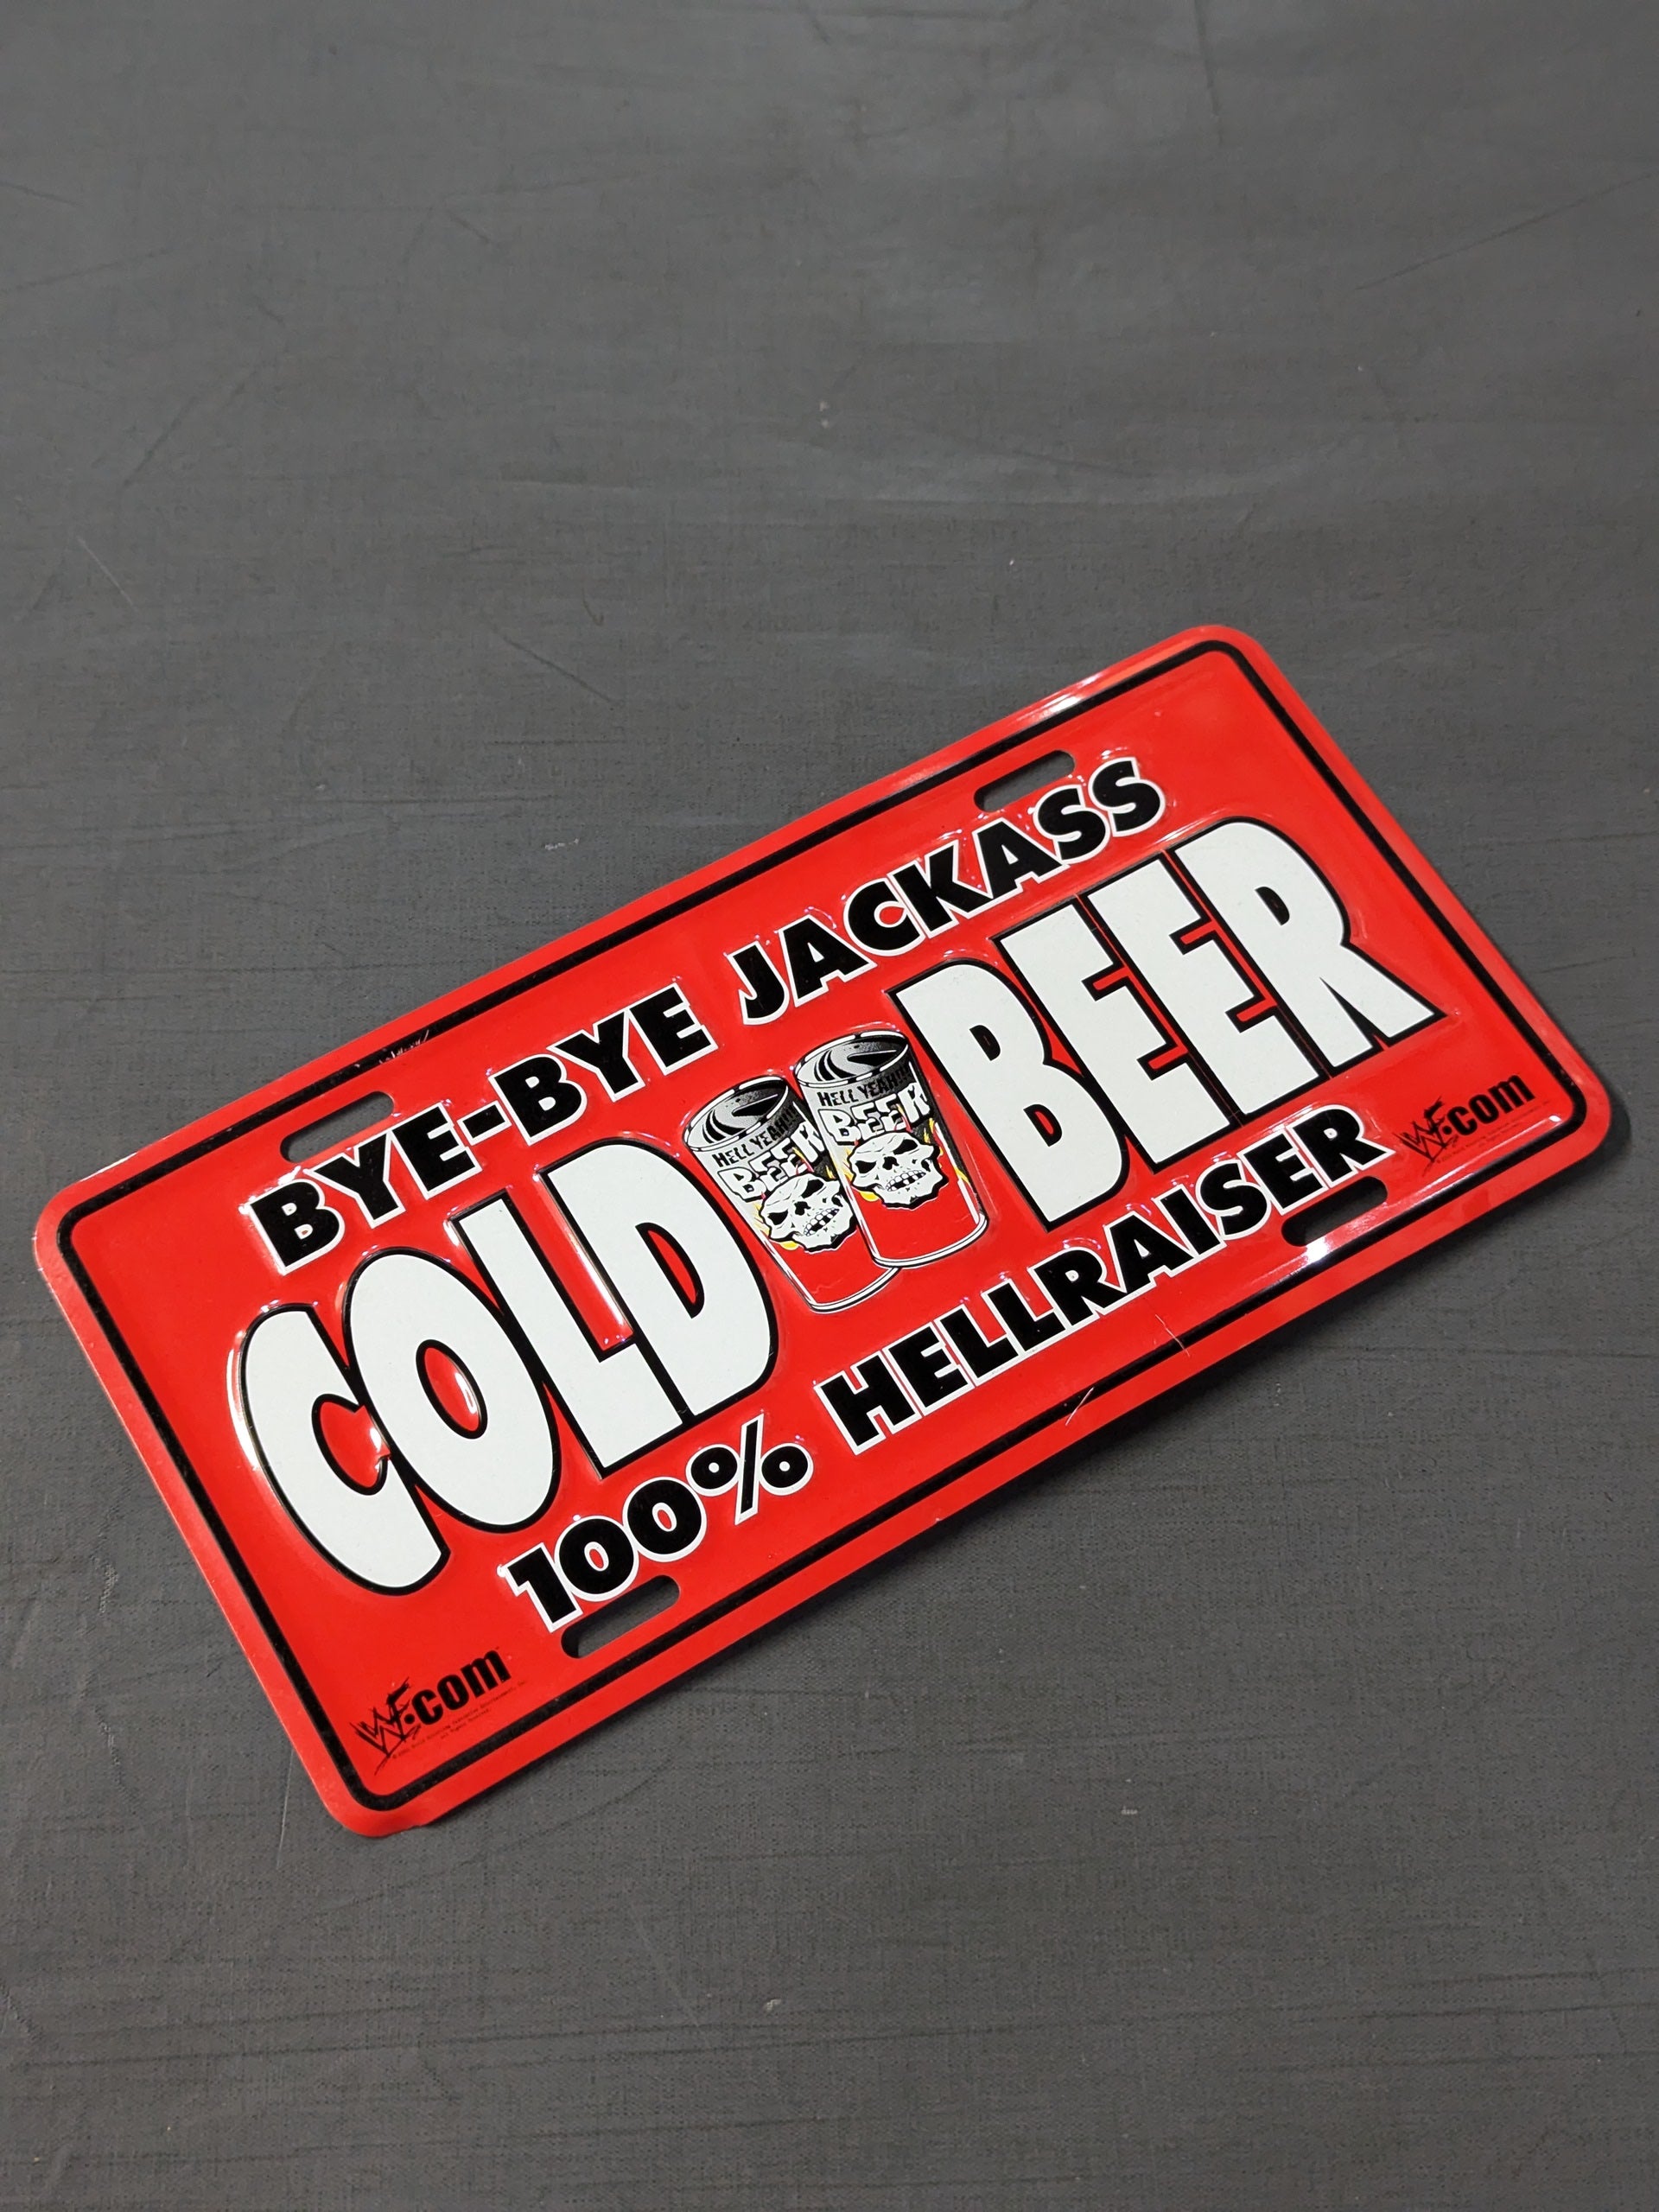 BYE-BYE JACKASS
COLD BEER
HELL YEAH!!!
BEER
HELL YEAH!!!
BEER
100% HELLRAISER
WWF.com
WWF.com